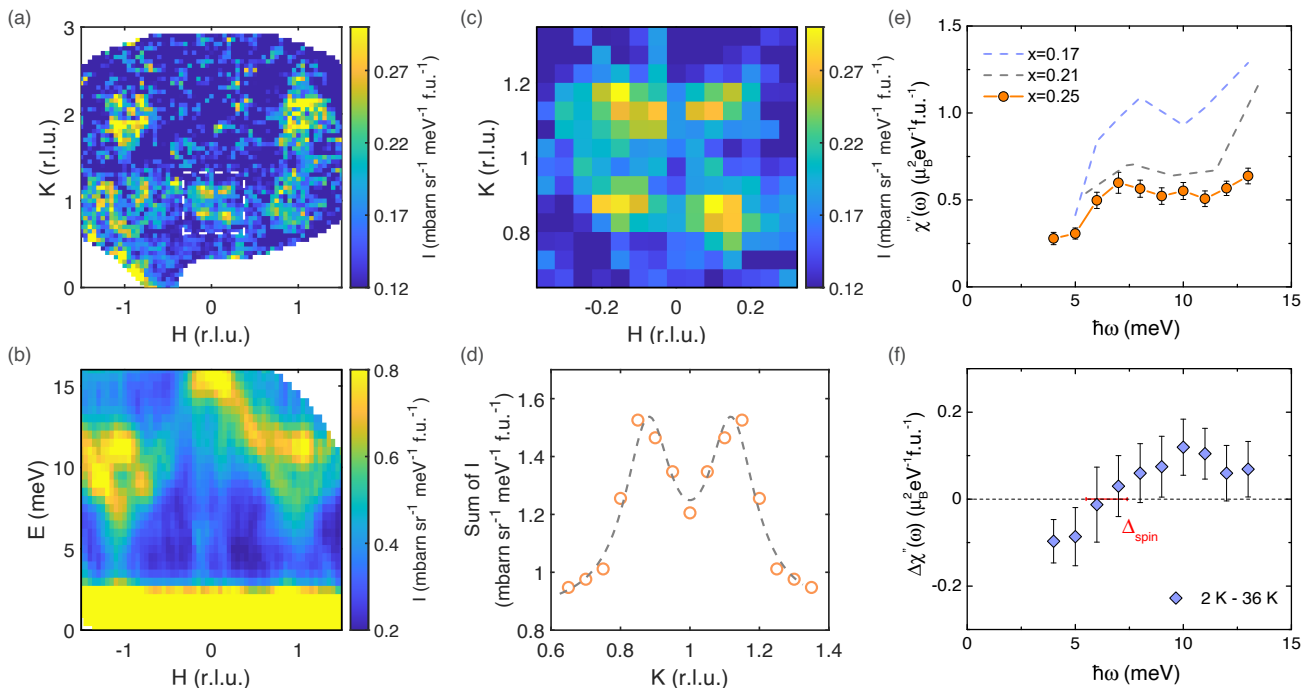 (a)
3
2
1
0
K (r.l.u.)
-1
0
1
H (r.l.u.)
0.27
0.22
0.17
0.12
I (mbarn sr⁻¹ meV⁻¹ f.u.⁻¹)
(c)
1.2
1
0.8
K (r.l.u.)
-0.2
0
0.2
H (r.l.u.)
0.27
0.22
0.17
0.12
I (mbarn sr⁻¹ meV⁻¹ f.u.⁻¹)
(e)
1.5
1.0
0.5
0
χ″(ω) (μ_B²eV⁻¹f.u.⁻¹)
x=0.17
x=0.21
x=0.25
0
5
10
15
ħω (meV)
(b)
15
10
5
0
E (meV)
-1
0
1
H (r.l.u.)
0.8
0.6
0.4
0.2
I (mbarn sr⁻¹ meV⁻¹ f.u.⁻¹)
(d)
1.6
1.4
1.2
1
0.8
Sum of I
(mbarn sr⁻¹ meV⁻¹ f.u.⁻¹)
0.6
0.8
1
1.2
1.4
K (r.l.u.)
(f)
0.2
0
-0.2
Δχ″(ω) (μ_B²eV⁻¹f.u.⁻¹)
Δspin
2 K - 36 K
0
5
10
15
ħω (meV)